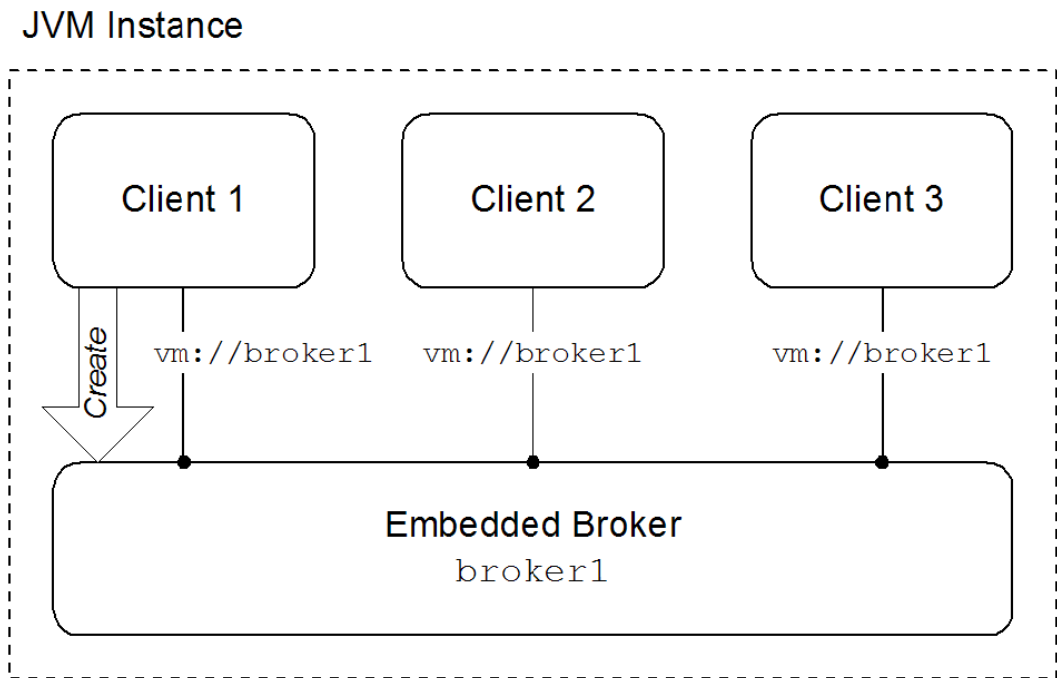 JVM Instance
Client 1
Client 2
Client 3
Create
vm://broker1
vm://broker1
vm://broker1
Embedded Broker
broker1